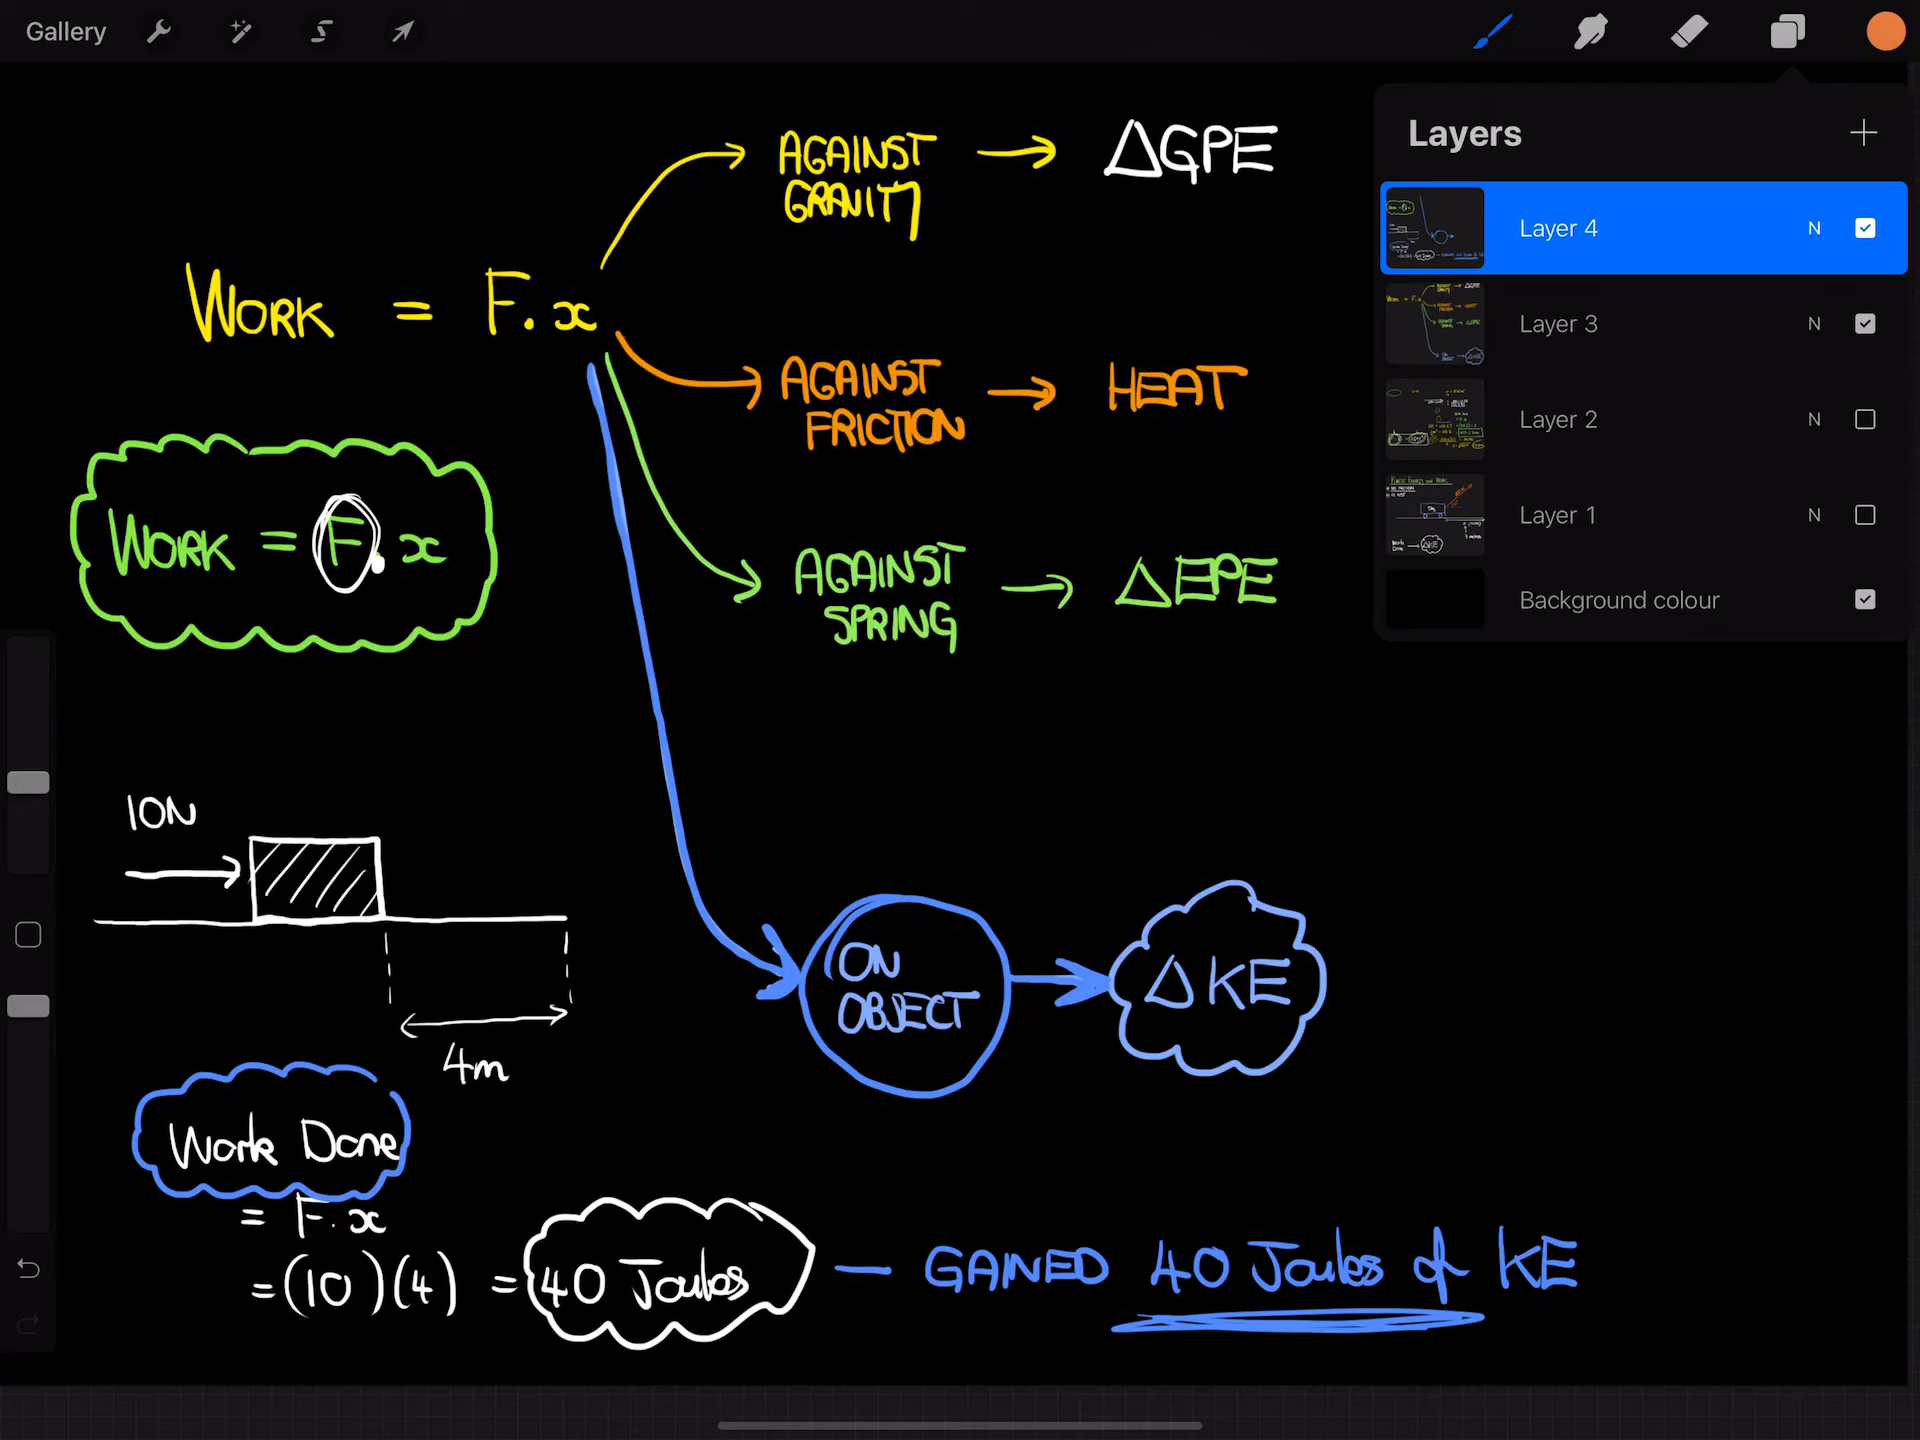 Gallery
Layers
Layer 4 N
Layer 3 N
Layer 2 N
Layer 1 N
Background colour
WORK = F.x
AGAINST
GRAVITY
ΔGPE
AGAINST
FRICTION
HEAT
AGAINST
SPRING
ΔEPE
WORK = F.x
10N
4m
ON
OBJECT
ΔKE
Work Done
= F.x
= (10)(4) = 40 Joules — GAINED 40 Joules of KE